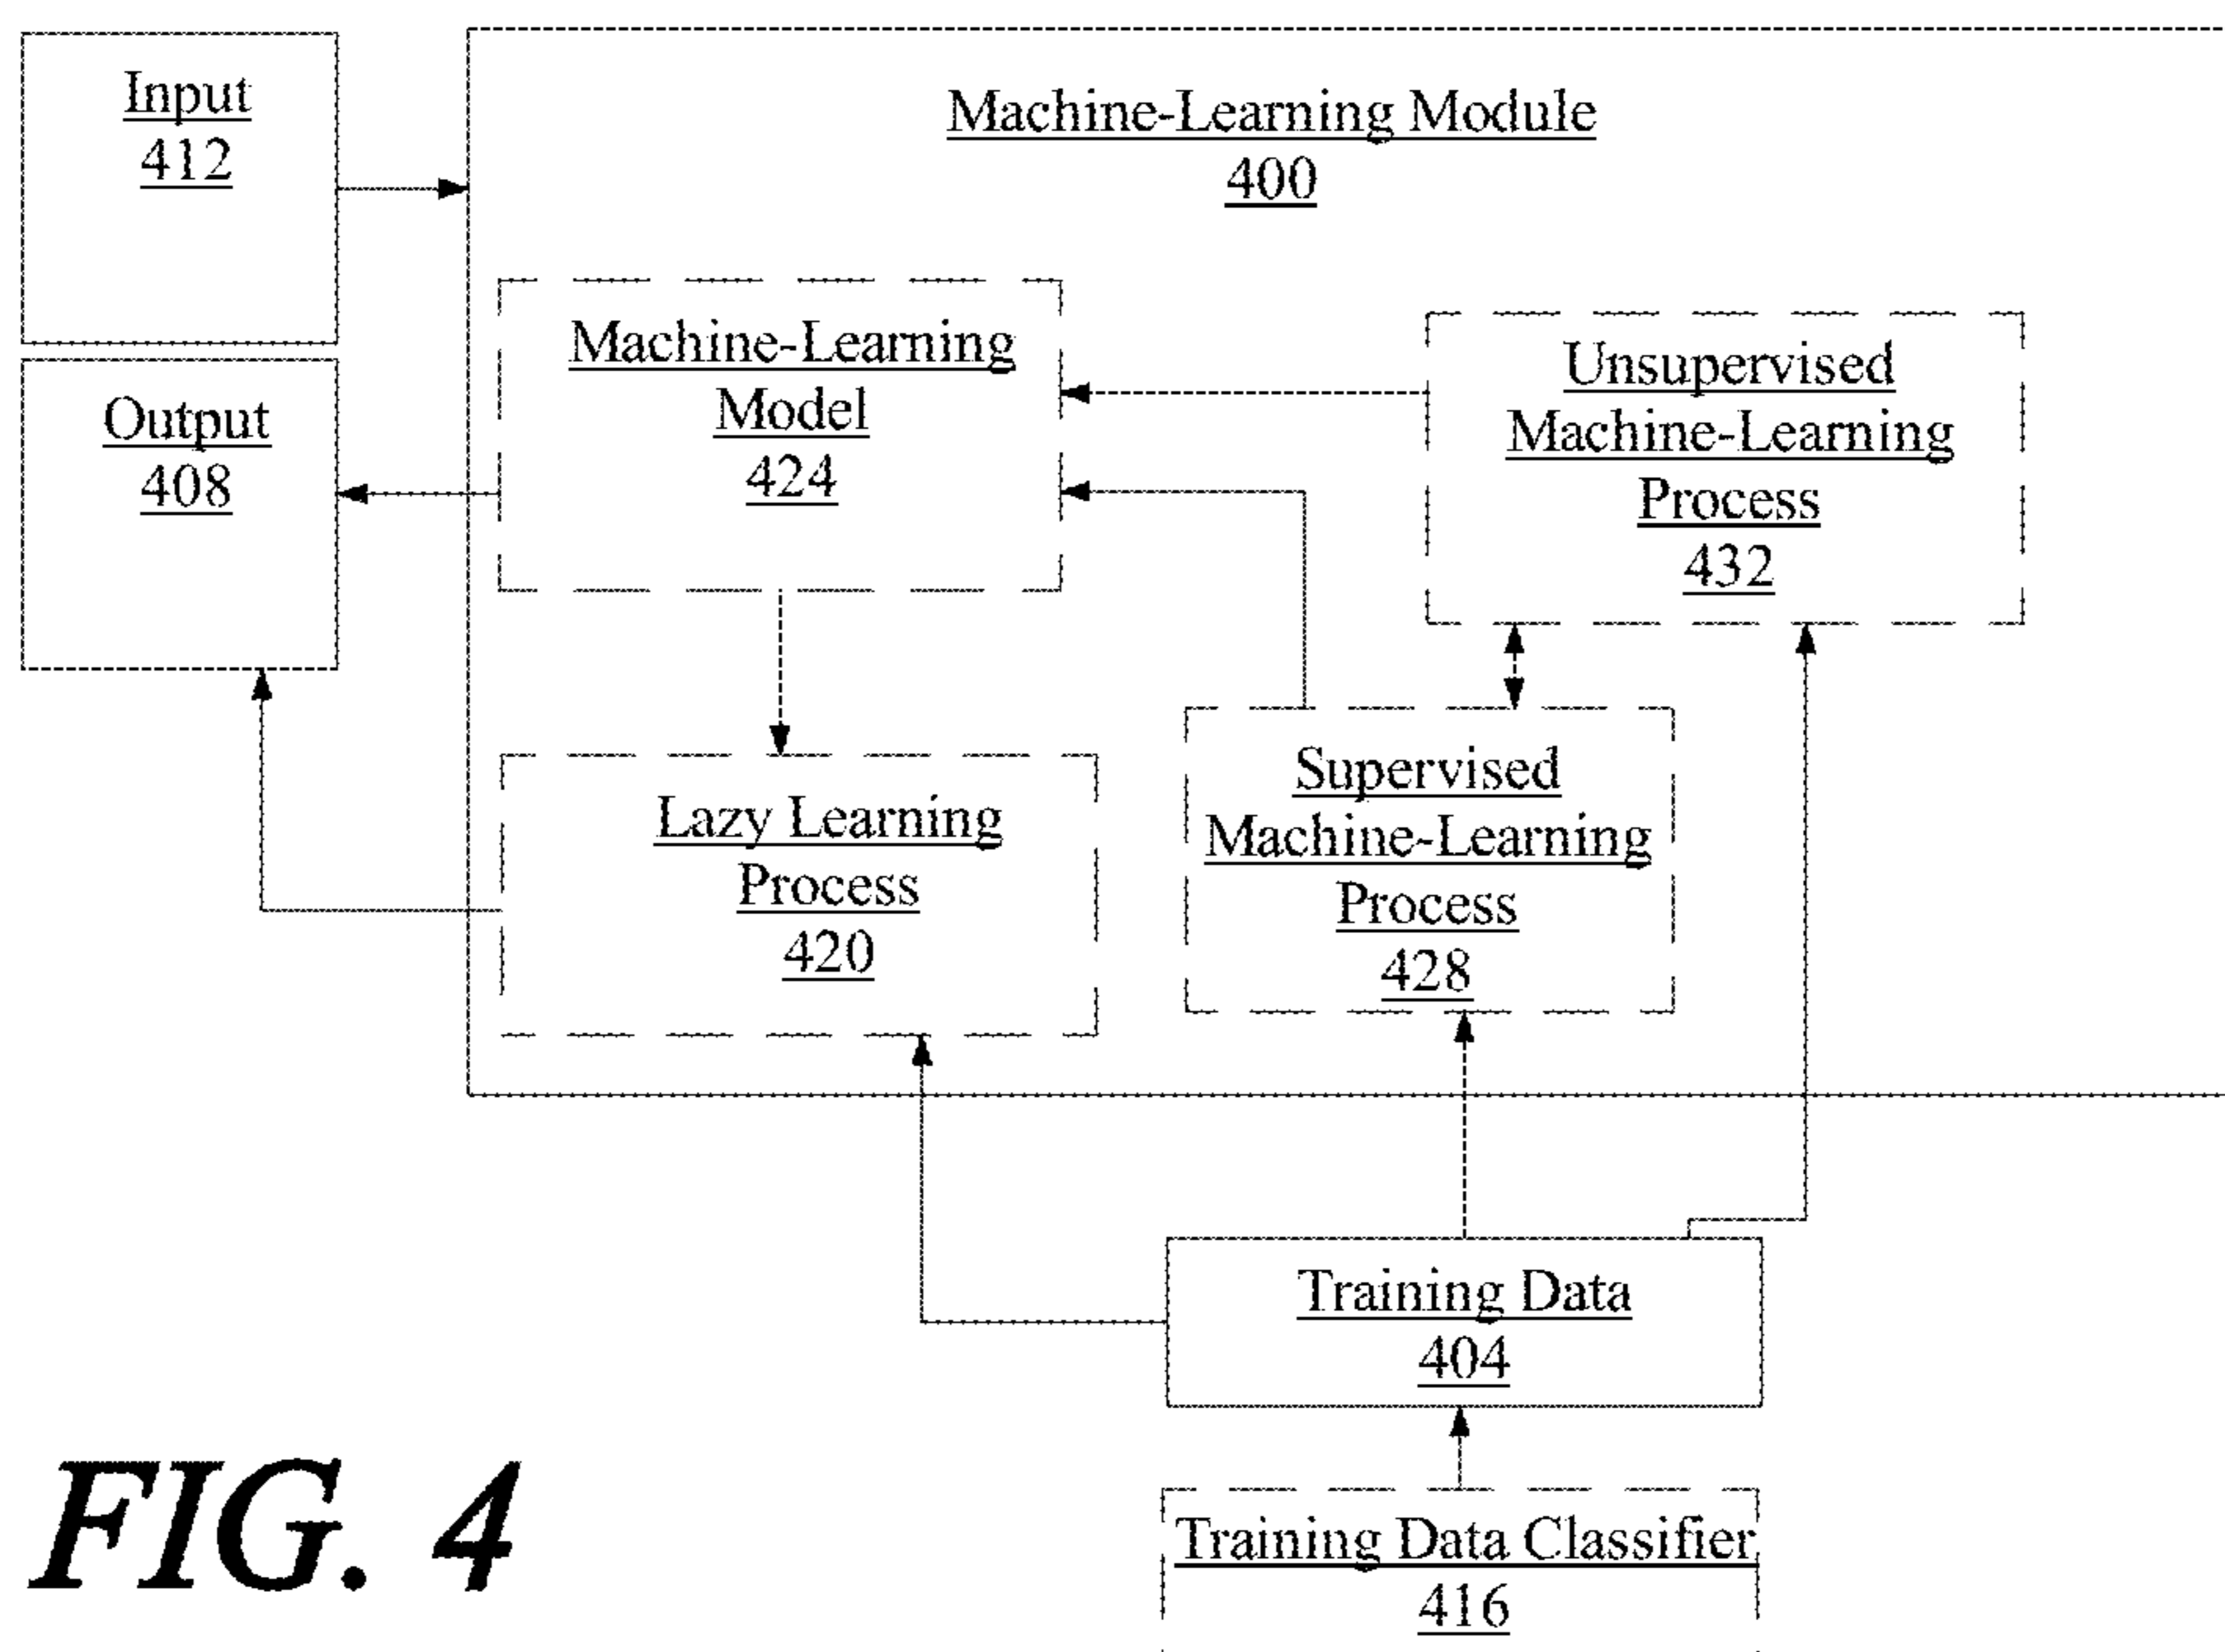 Input
412
Machine-Learning Module
400
Output
408
Machine-Learning
Model
424
Unsupervised
Machine-Learning
Process
432
Lazy Learning
Process
420
Supervised
Machine-Learning
Process
428
Training Data
404
Training Data Classifier
416
FIG. 4